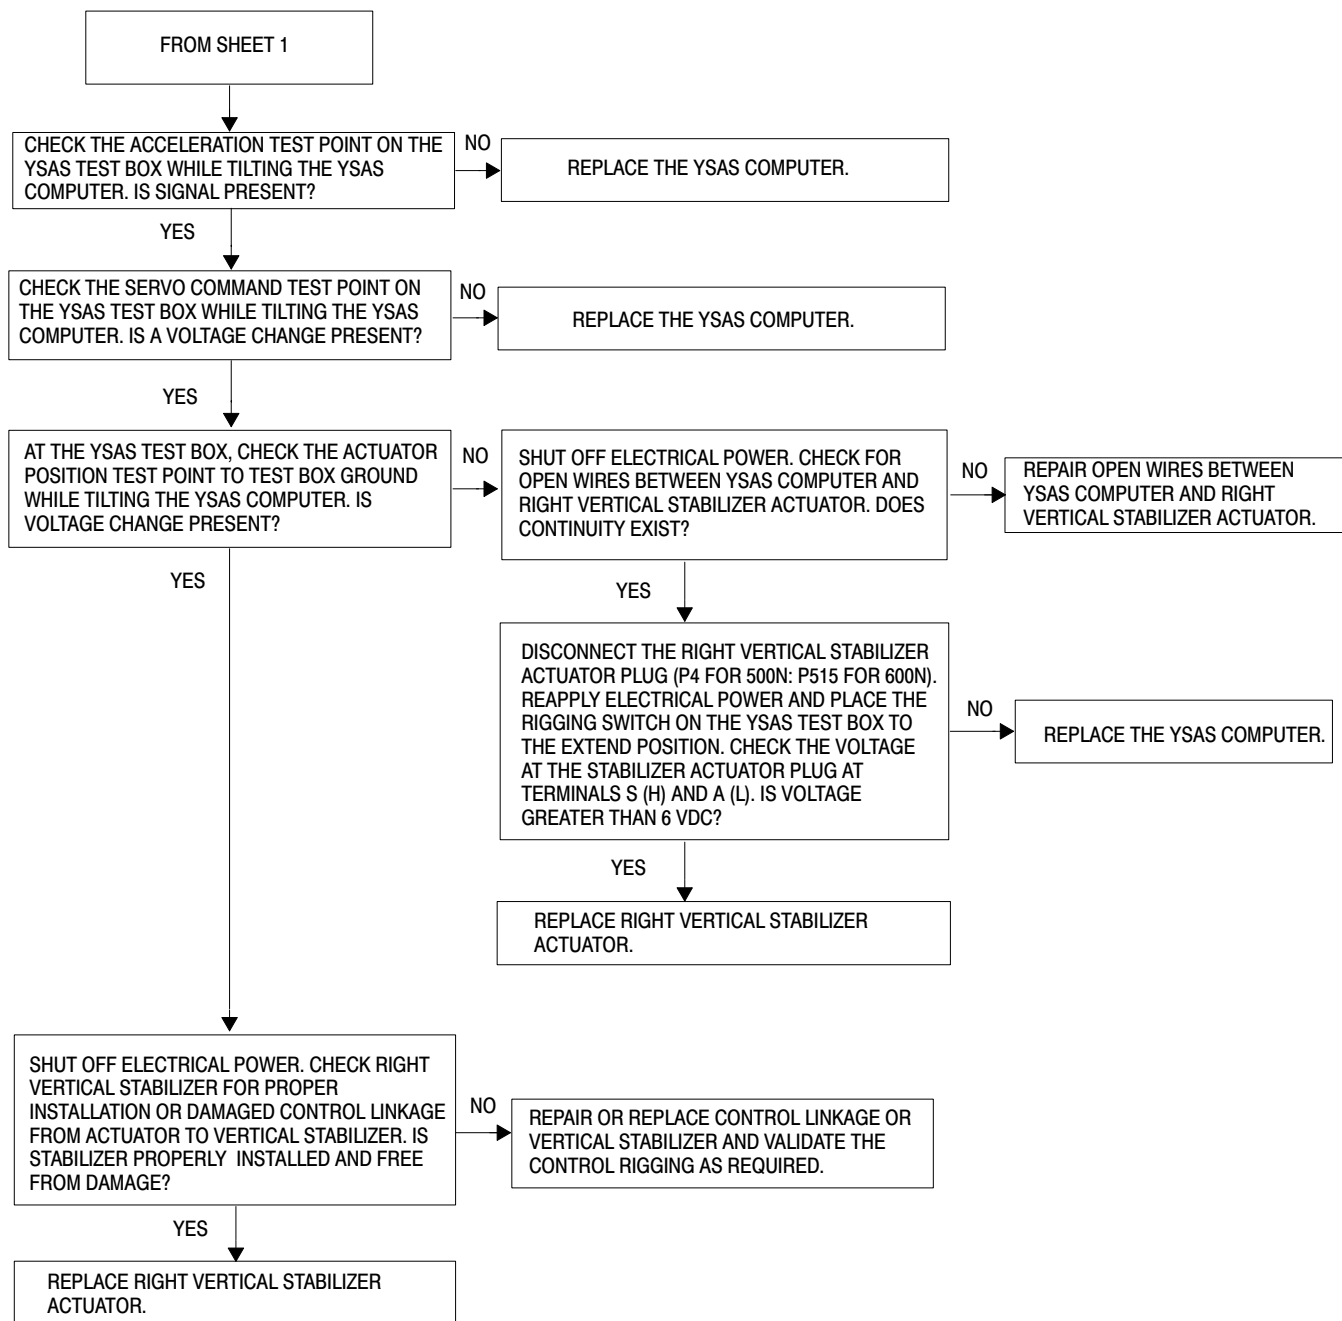 FROM SHEET 1
CHECK THE ACCELERATION TEST POINT ON THE
YSAS TEST BOX WHILE TILTING THE YSAS
COMPUTER. IS SIGNAL PRESENT?
NO
REPLACE THE YSAS COMPUTER.
YES
CHECK THE SERVO COMMAND TEST POINT ON
THE YSAS TEST BOX WHILE TILTING THE YSAS
COMPUTER. IS A VOLTAGE CHANGE PRESENT?
NO
REPLACE THE YSAS COMPUTER.
YES
AT THE YSAS TEST BOX, CHECK THE ACTUATOR
POSITION TEST POINT TO TEST BOX GROUND
WHILE TILTING THE YSAS COMPUTER. IS
VOLTAGE CHANGE PRESENT?
NO
SHUT OFF ELECTRICAL POWER. CHECK FOR
OPEN WIRES BETWEEN YSAS COMPUTER AND
RIGHT VERTICAL STABILIZER ACTUATOR. DOES
CONTINUITY EXIST?
NO
REPAIR OPEN WIRES BETWEEN
YSAS COMPUTER AND RIGHT
VERTICAL STABILIZER ACTUATOR.
YES
YES
DISCONNECT THE RIGHT VERTICAL STABILIZER
ACTUATOR PLUG (P4 FOR 500N: P515 FOR 600N).
REAPPLY ELECTRICAL POWER AND PLACE THE
RIGGING SWITCH ON THE YSAS TEST BOX TO
THE EXTEND POSITION. CHECK THE VOLTAGE
AT THE STABILIZER ACTUATOR PLUG AT
TERMINALS S (H) AND A (L). IS VOLTAGE
GREATER THAN 6 VDC?
NO
REPLACE THE YSAS COMPUTER.
YES
REPLACE RIGHT VERTICAL STABILIZER
ACTUATOR.
SHUT OFF ELECTRICAL POWER. CHECK RIGHT
VERTICAL STABILIZER FOR PROPER
INSTALLATION OR DAMAGED CONTROL LINKAGE
FROM ACTUATOR TO VERTICAL STABILIZER. IS
STABILIZER PROPERLY INSTALLED AND FREE
FROM DAMAGE?
NO
REPAIR OR REPLACE CONTROL LINKAGE OR
VERTICAL STABILIZER AND VALIDATE THE
CONTROL RIGGING AS REQUIRED.
YES
REPLACE RIGHT VERTICAL STABILIZER
ACTUATOR.